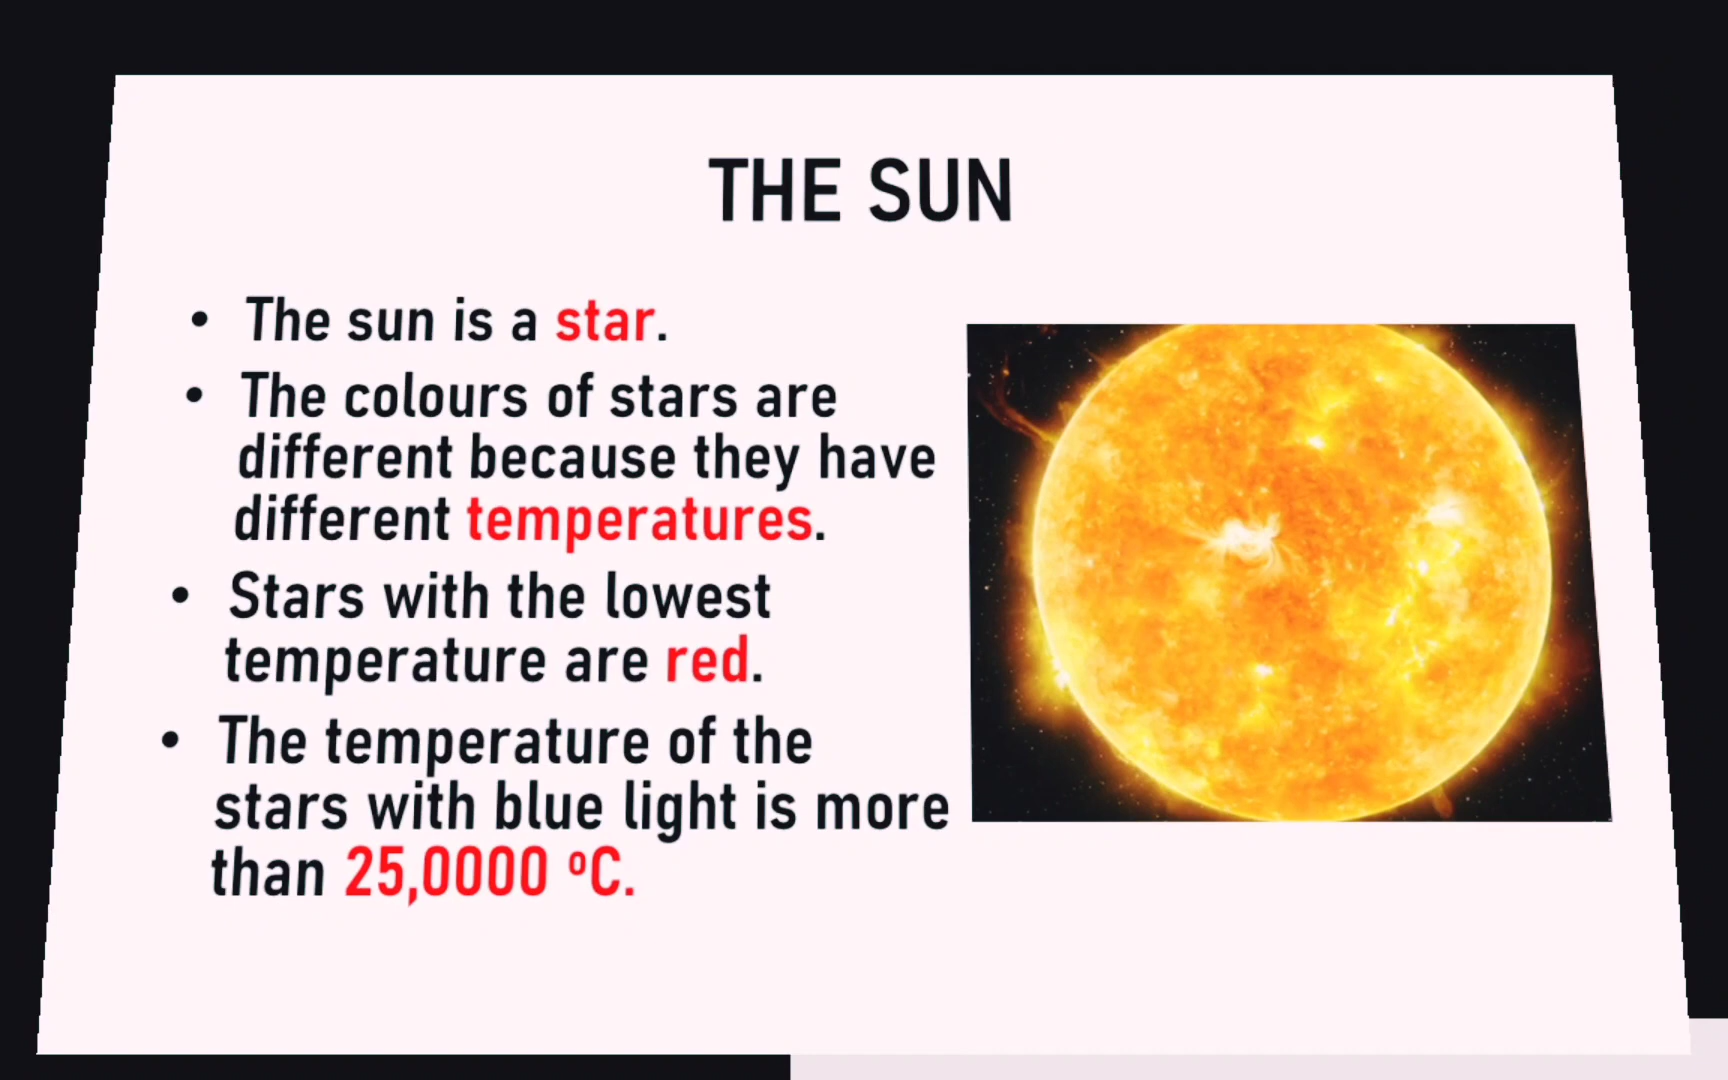 THE SUN
• The sun is a star.
• The colours of stars are
different because they have
different temperatures.
• Stars with the lowest
temperature are red.
• The temperature of the
stars with blue light is more
than 25,0000 ºC.